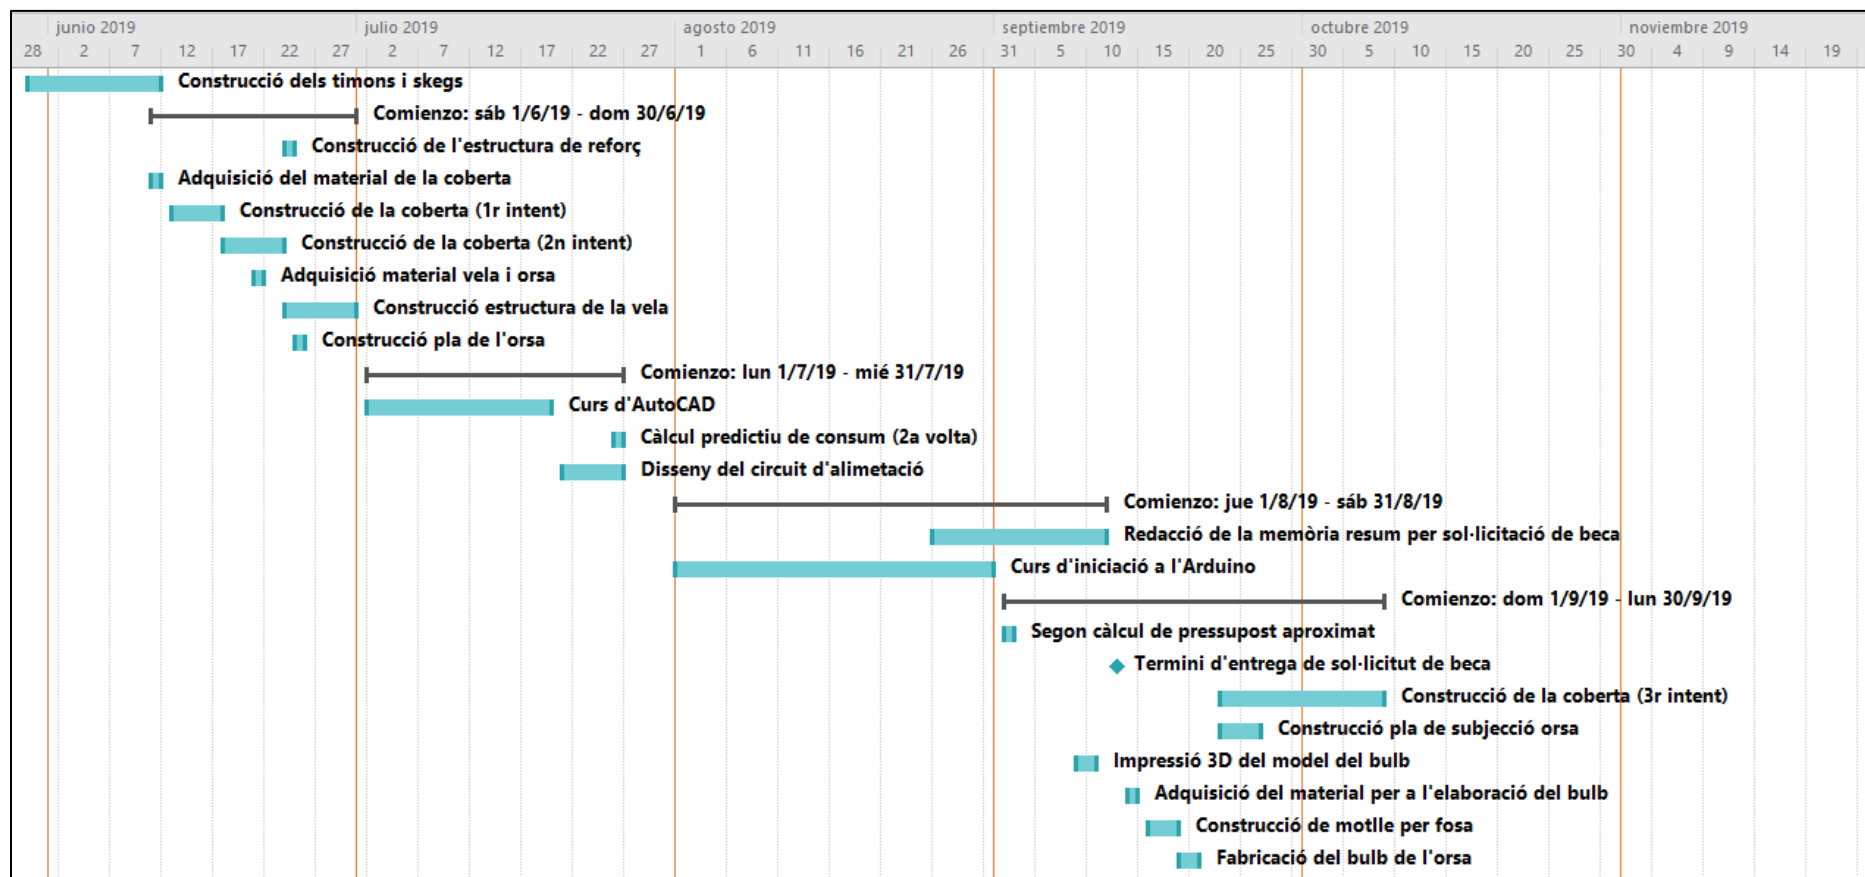 junio 2019 julio 2019 agosto 2019 septiembre 2019 octubre 2019 noviembre 2019
28 2 7 12 17 22 27 2 7 12 17 22 27 1 6 11 16 21 26 31 5 10 15 20 25 30 5 10 15 20 25 30 4 9 14 19
Construcció dels timons i skegs
Comienzo: sáb 1/6/19 - dom 30/6/19
Construcció de l'estructura de reforç
Adquisició del material de la coberta
Construcció de la coberta (1r intent)
Construcció de la coberta (2n intent)
Adquisició material vela i orsa
Construcció estructura de la vela
Construcció pla de l'orsa
Comienzo: lun 1/7/19 - mié 31/7/19
Curs d'AutoCAD
Càlcul predictiu de consum (2a volta)
Disseny del circuit d'alimetació
Comienzo: jue 1/8/19 - sáb 31/8/19
Redacció de la memòria resum per sol·licitació de beca
Curs d'iniciació a l'Arduino
Comienzo: dom 1/9/19 - lun 30/9/19
Segon càlcul de pressupost aproximat
Termini d'entrega de sol·licitut de beca
Construcció de la coberta (3r intent)
Construcció pla de subjecció orsa
Impressió 3D del model del bulb
Adquisició del material per a l'elaboració del bulb
Construcció de motlle per fosa
Fabricació del bulb de l'orsa